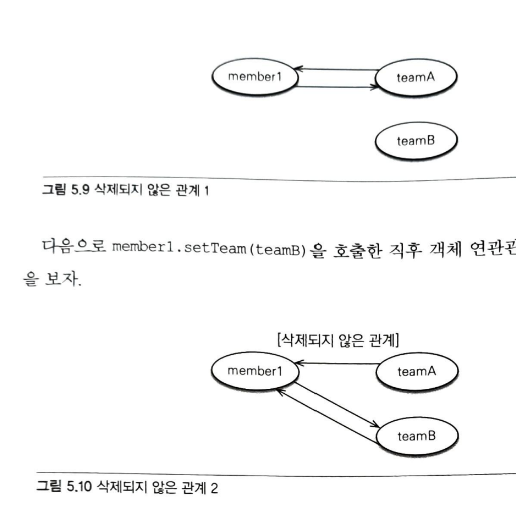 member1
teamA
teamB
그림 5.9 삭제되지 않은 관계 1
다음으로 member1.setTeam(teamB)을 호출한 직후 객체 연관관
을 보자.
[삭제되지 않은 관계]
member1
teamA
teamB
그림 5.10 삭제되지 않은 관계 2